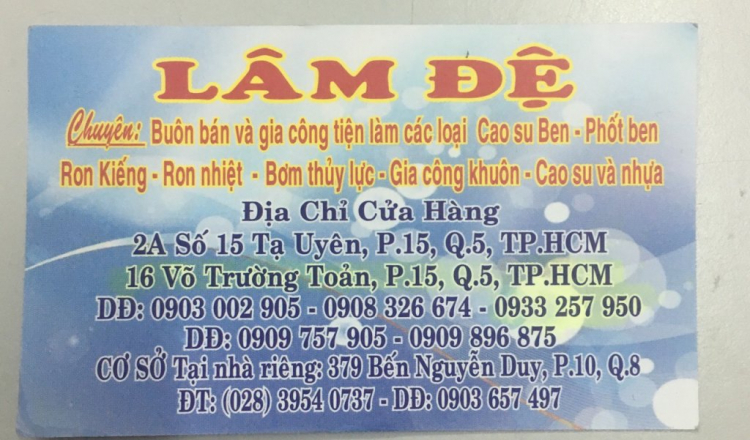 LÂM ĐỆ
Chuyên: Buôn bán và gia công tiện làm các loại Cao su Ben - Phốt ben
Ron Kiếng - Ron nhiệt - Bơm thủy lực - Gia công khuôn - Cao su và nhựa
Địa Chỉ Cửa Hàng
2A Số 15 Tạ Uyên, P.15, Q.5, TP.HCM
16 Võ Trường Toản, P.15, Q.5, TP.HCM
DĐ: 0903 002 905 - 0908 326 674 - 0933 257 950
DĐ: 0909 757 905 - 0909 896 875
CƠ SỞ Tại nhà riêng: 379 Bến Nguyễn Duy, P.10, Q.8
ĐT: (028) 3954 0737 - DĐ: 0903 657 497